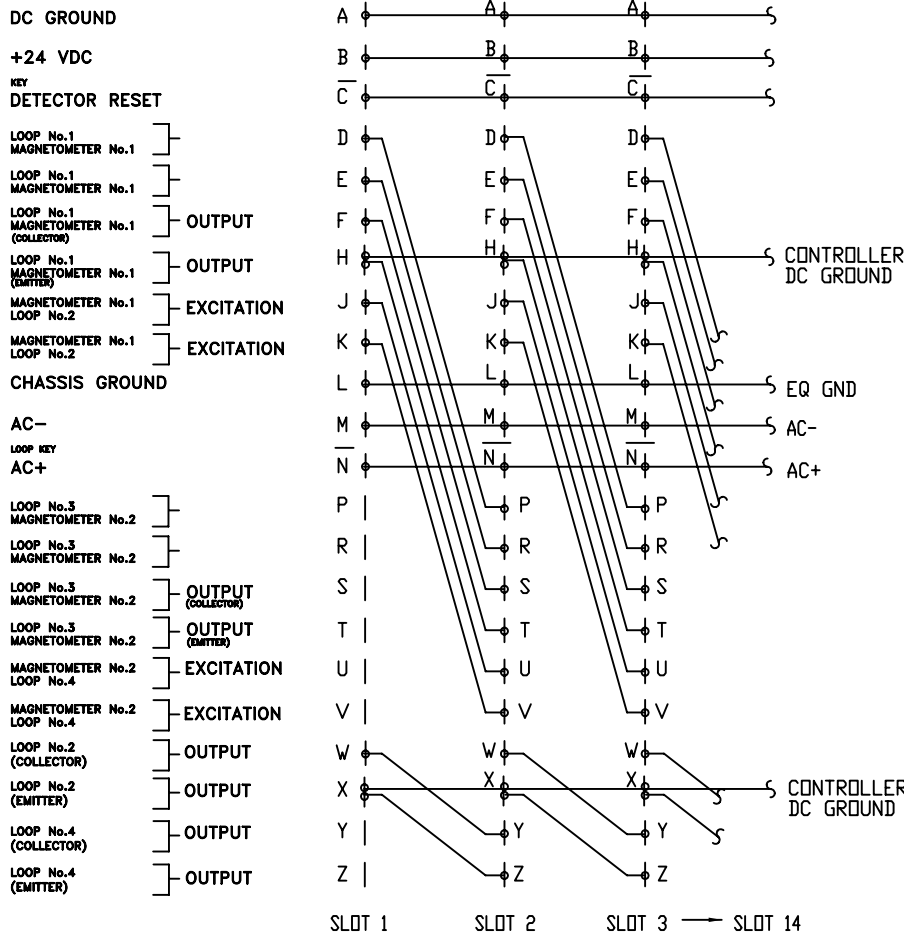 DC GROUND A A A
+24 VDC B B B
KEY
DETECTOR RESET C C C
LOOP No.1
MAGNETOMETER No.1 D D D
LOOP No.1
MAGNETOMETER No.1 E E E
LOOP No.1
MAGNETOMETER No.1 OUTPUT F F F
(COLLECTOR)
LOOP No.1
MAGNETOMETER No.1 OUTPUT H H H CONTROLLER
(EMITTER) DC GROUND
MAGNETOMETER No.1
LOOP No.2 EXCITATION J J J
MAGNETOMETER No.1
LOOP No.2 EXCITATION K K K
CHASSIS GROUND L L L EQ GND
AC- M M M AC-
LOOP KEY
AC+ N N N AC+
LOOP No.3
MAGNETOMETER No.2 P P P
LOOP No.3
MAGNETOMETER No.2 R R R
LOOP No.3
MAGNETOMETER No.2 OUTPUT S S S
(COLLECTOR)
LOOP No.3
MAGNETOMETER No.2 OUTPUT T T T
(EMITTER)
MAGNETOMETER No.2
LOOP No.4 EXCITATION U U U
MAGNETOMETER No.2
LOOP No.4 EXCITATION V V V
LOOP No.2
(COLLECTOR) OUTPUT W W W
LOOP No.2
(EMITTER) OUTPUT X X X CONTROLLER
DC GROUND
LOOP No.4
(COLLECTOR) OUTPUT Y Y Y
LOOP No.4
(EMITTER) OUTPUT Z Z Z
SLOT 1 SLOT 2 SLOT 3 SLOT 14